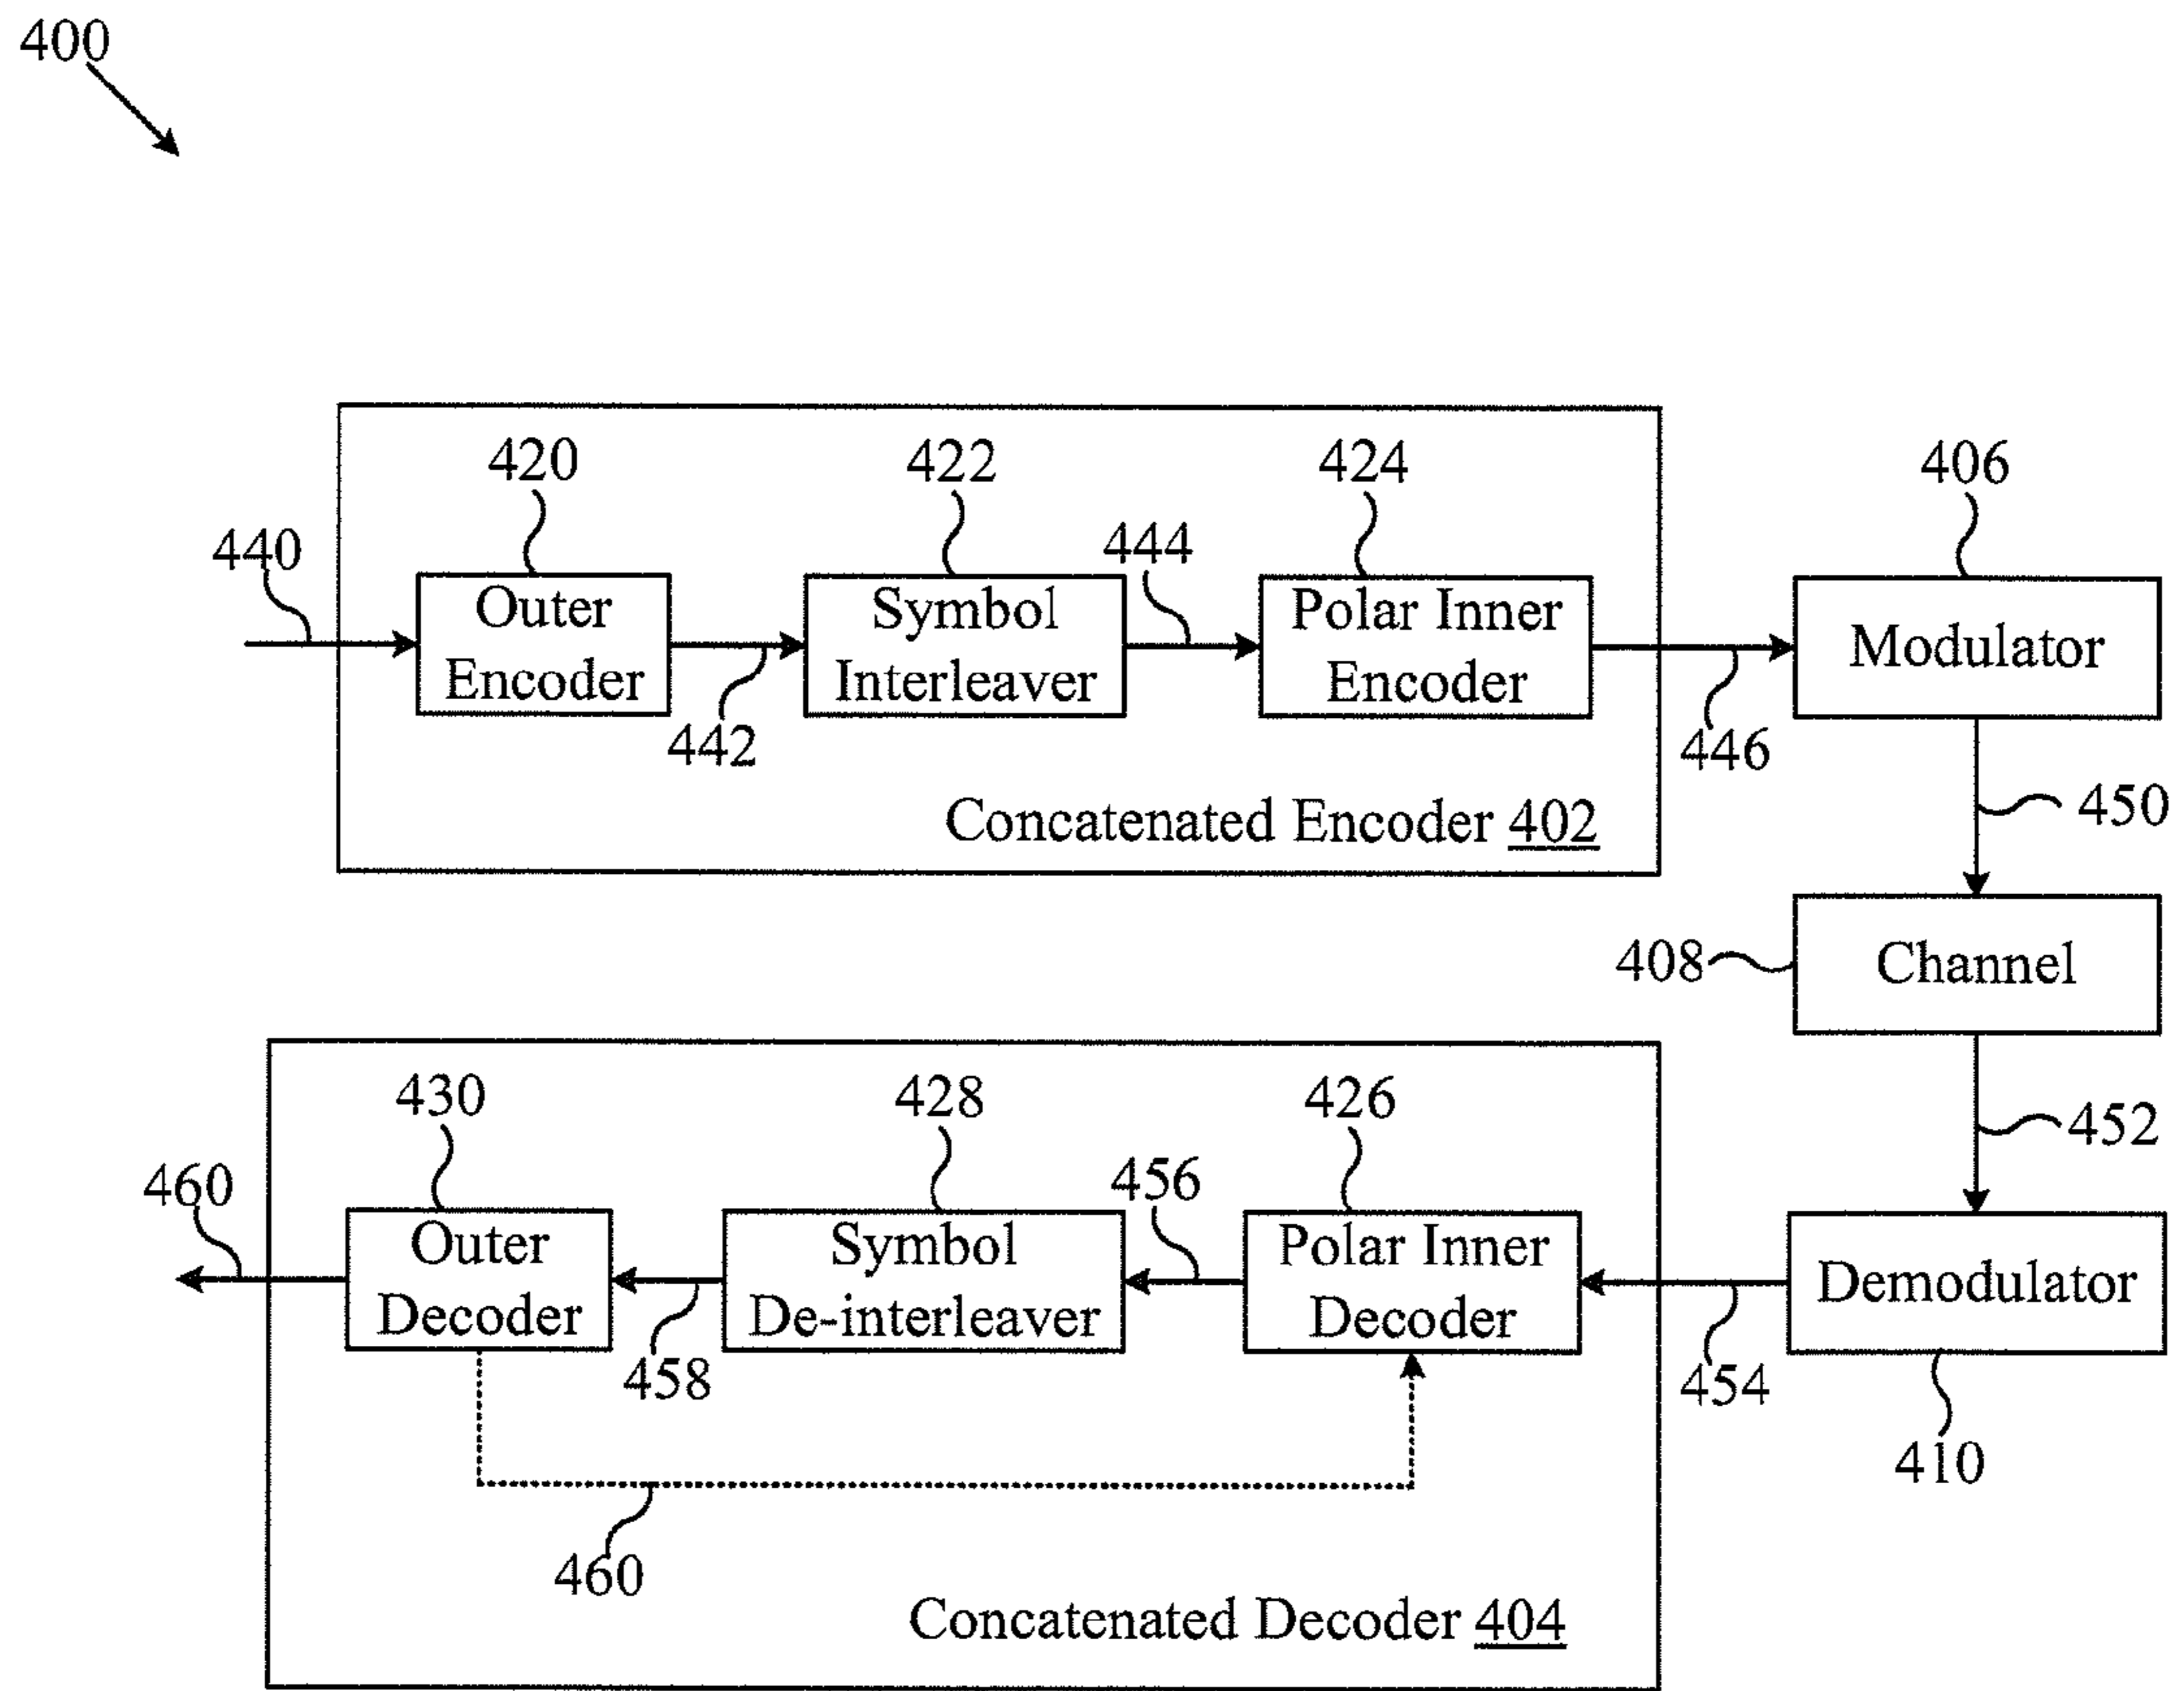 400
420
422
424
406
440
444
Outer
Encoder
Symbol
Interleaver
Polar Inner
Encoder
Modulator
442
446
450
Concatenated Encoder 402
408
Channel
430
428
426
452
460
456
Outer
Decoder
Symbol
De-interleaver
Polar Inner
Decoder
Demodulator
458
454
410
460
Concatenated Decoder 404